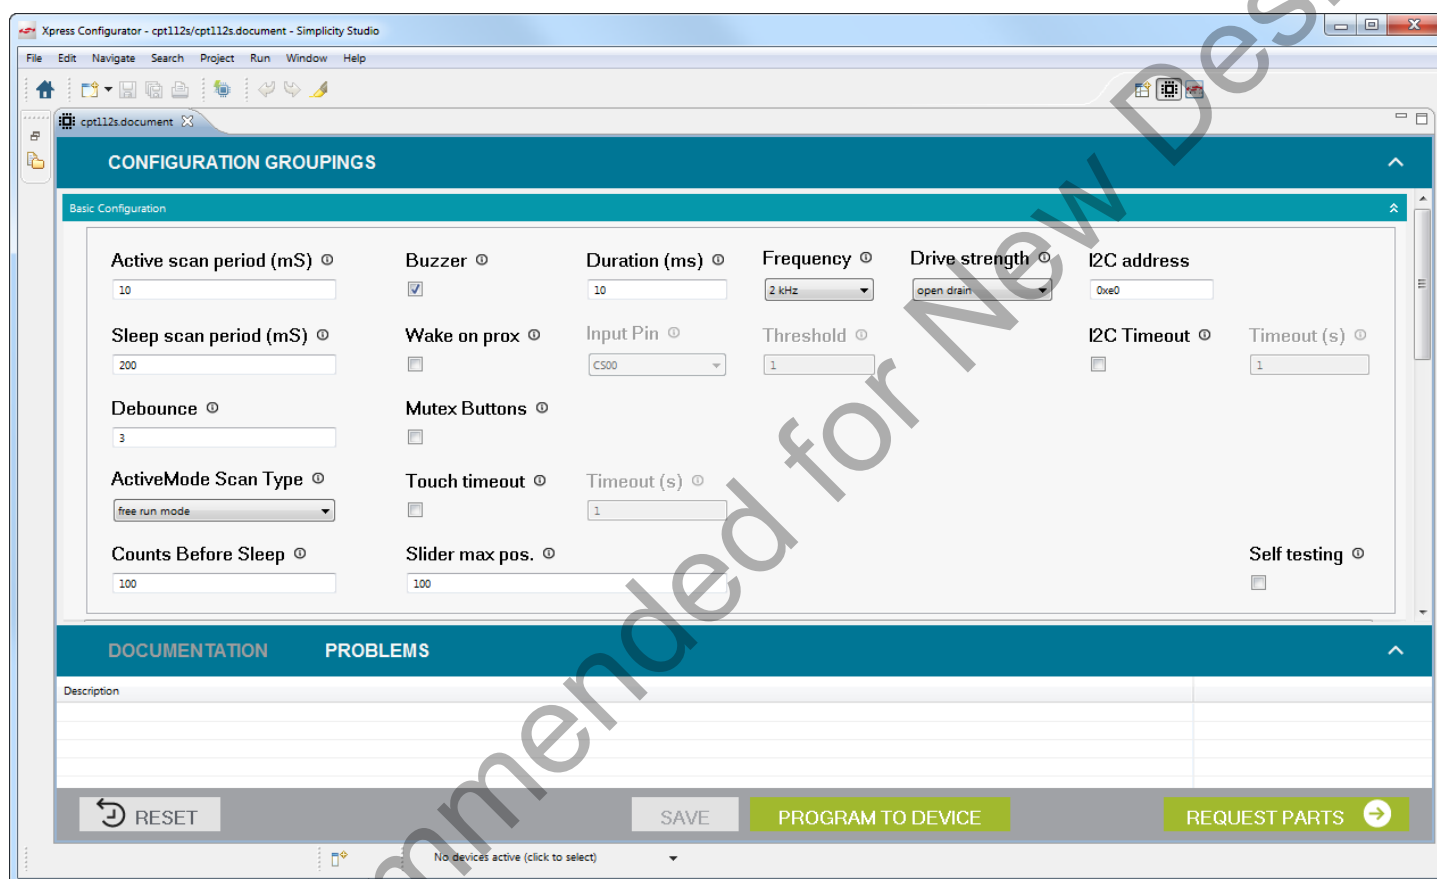 Xpress Configurator - cpt112s/cpt112s.document - Simplicity Studio
File Edit Navigate Search Project Run Window Help
cpt112s.document
CONFIGURATION GROUPINGS
Basic Configuration
Active scan period (mS) Buzzer Duration (ms) Frequency Drive strength I2C address
10 10 2 kHz open drain 0xe0
Sleep scan period (mS) Wake on prox Input Pin Threshold I2C Timeout Timeout (s)
200 CS00 1 1
Debounce Mutex Buttons
3
ActiveMode Scan Type Touch timeout Timeout (s)
free run mode 1
Counts Before Sleep Slider max pos. Self testing
100 100
DOCUMENTATION PROBLEMS
Description
RESET SAVE PROGRAM TO DEVICE REQUEST PARTS
No devices active (click to select)
mmended for New Des